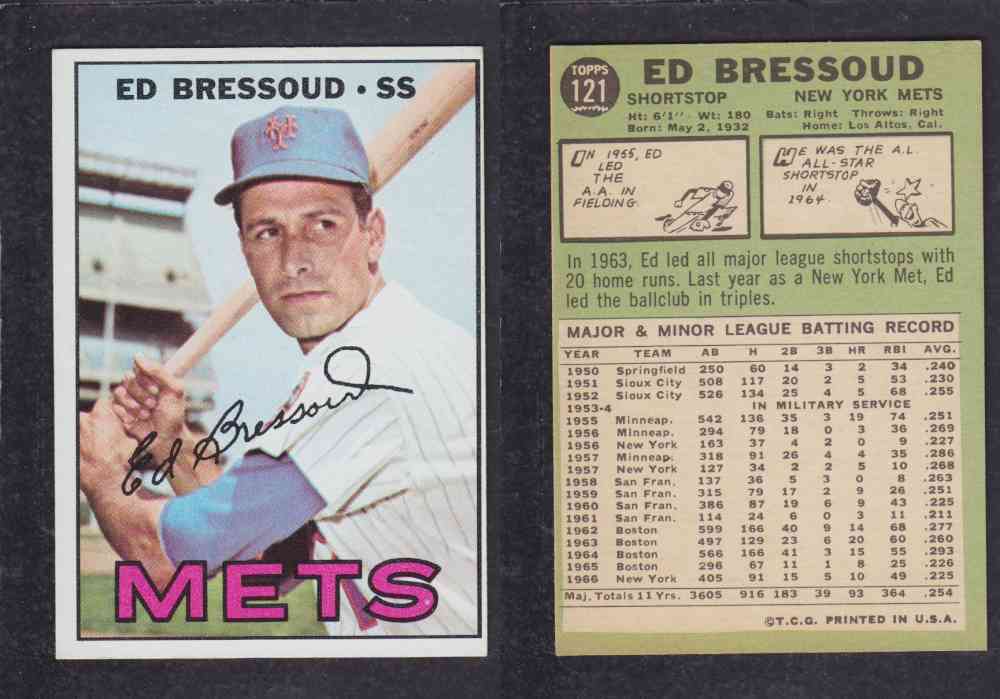 ED BRESSOUD • SS
NY
Ed Bressoud
METS
TOPPS
121
ED BRESSOUD
SHORTSTOP NEW YORK METS
Ht: 6'1" Wt: 180 Bats: Right Throws: Right
Born: May 2, 1932 Home: Los Altos, Cal.
IN 1955, ED
LED
THE
A.A. IN
FIELDING.
HE WAS THE A.L.
ALL-STAR
SHORTSTOP
IN
1964.
In 1963, Ed led all major league shortstops with
20 home runs. Last year as a New York Met, Ed
led the ballclub in triples.
MAJOR & MINOR LEAGUE BATTING RECORD
YEAR TEAM AB H 2B 3B HR RBI AVG.
1950 Springfield 250 60 14 3 2 34 .240
1951 Sioux City 508 117 20 2 5 53 .230
1952 Sioux City 526 134 25 4 5 68 .255
1953-4 IN MILITARY SERVICE
1955 Minneap. 542 136 35 3 19 74 .251
1956 Minneap. 294 79 18 0 3 36 .269
1956 New York 163 37 4 2 0 9 .227
1957 Minneap. 318 91 26 4 4 35 .286
1957 New York 127 34 2 2 5 10 .268
1958 San Fran. 137 36 5 3 0 8 .263
1959 San Fran. 315 79 17 2 9 26 .251
1960 San Fran. 386 87 19 6 9 43 .225
1961 San Fran. 114 24 6 0 3 11 .211
1962 Boston 599 166 40 9 14 68 .277
1963 Boston 497 129 23 6 20 60 .260
1964 Boston 566 166 41 3 15 55 .293
1965 Boston 296 67 11 1 8 25 .226
1966 New York 405 91 15 5 10 49 .225
Maj. Totals 11 Yrs. 3605 916 183 39 93 364 .254
©T.C.G. PRINTED IN U.S.A.